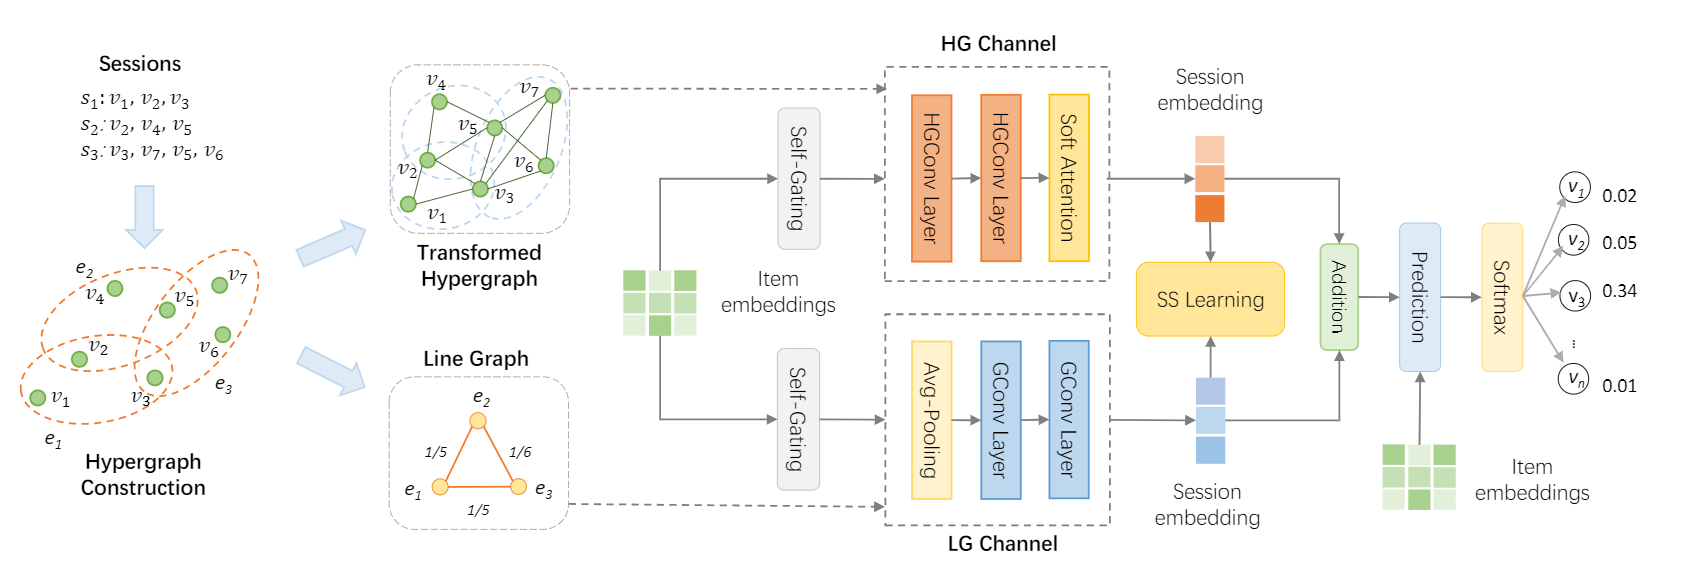 Sessions
s1: v1, v2, v3
s2: v2, v4, v5
s3: v3, v7, v5, v6
e2
v4
v5
v7
v2
v6
v1
v3
e3
e1
Hypergraph
Construction
v4
v7
v5
v2
v6
v3
v1
Transformed
Hypergraph
Line Graph
e2
1/5
1/6
e1
e3
1/5
Item
embeddings
Self-Gating
Self-Gating
HG Channel
HGConv Layer
HGConv Layer
Soft Attention
Avg-Pooling
GConv Layer
GConv Layer
LG Channel
Session
embedding
SS Learning
Session
embedding
Addition
Prediction
Softmax
Item
embeddings
v1 0.02
v2 0.05
v3 0.34
...
vn 0.01